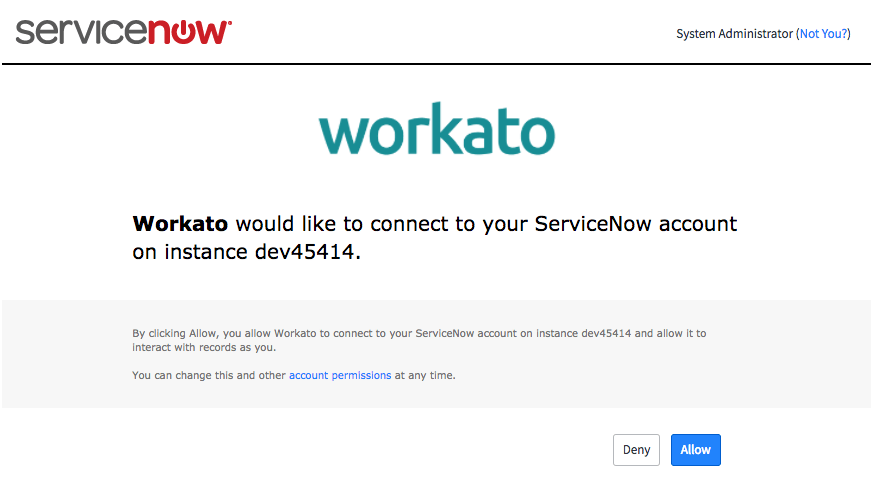 servicenow
System Administrator (Not You?)
workato
Workato would like to connect to your ServiceNow account
on instance dev45414.
By clicking Allow, you allow Workato to connect to your ServiceNow account on instance dev45414 and allow it to
interact with records as you.
You can change this and other account permissions at any time.
Deny
Allow